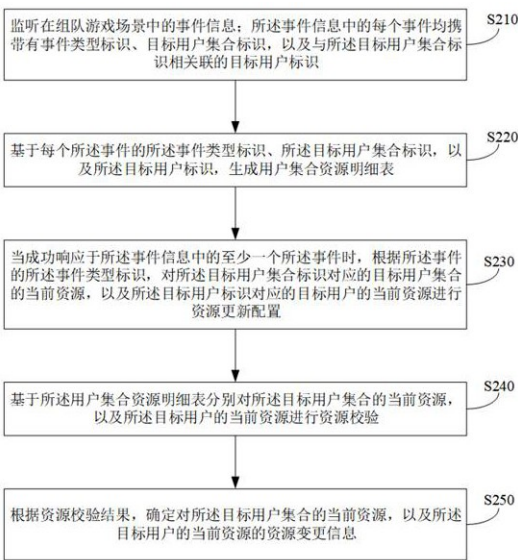 监听在组队游戏场景中的事件信息；所述事件信息中的每个事件均携
带有事件类型标识、目标用户集合标识，以及与所述目标用户集合标
识相关联的目标用户标识
S210
基于每个所述事件的所述事件类型标识、所述目标用户集合标识，以
及所述目标用户标识，生成用户集合资源明细表
S220
当成功响应于所述事件信息中的至少一个所述事件时，根据所述事件
的所述事件类型标识，对所述目标用户集合标识对应的目标用户集合
的当前资源，以及所述目标用户标识对应的目标用户的当前资源进行
资源更新配置
S230
基于所述用户集合资源明细表分别对所述目标用户集合的当前资源，
以及所述目标用户的当前资源进行资源校验
S240
根据资源校验结果，确定对所述目标用户集合的当前资源，以及所述
目标用户的当前资源的资源变更信息
S250